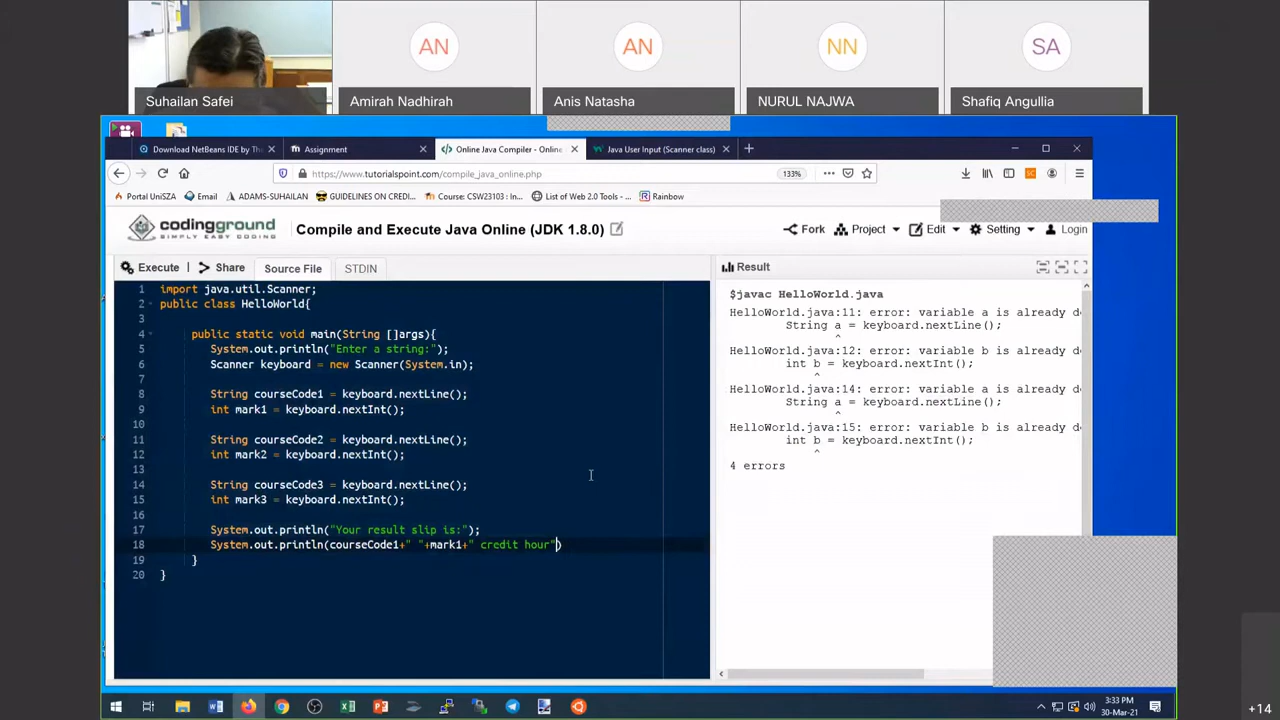 AN
AN
NN
SA
Suhailan Safei
Amirah Nadhirah
Anis Natasha
NURUL NAJWA
Shafiq Angullia
Download NetBeans IDE by The
Assignment
Online Java Compiler - Online
Java User Input (Scanner class)
https://www.tutorialspoint.com/compile_java_online.php
133%
Portal UniSZA
Email
ADAMS-SUHAILAN
GUIDELINES ON CREDI...
Course: CSW23103 : In...
List of Web 2.0 Tools - ...
Rainbow
codingground
SIMPLY EASY CODING
Compile and Execute Java Online (JDK 1.8.0)
Fork
Project
Edit
Setting
Login
Execute
Share
Source File
STDIN
Result
1 import java.util.Scanner;
2 public class HelloWorld{
3
4 public static void main(String []args){
5 System.out.println("Enter a string:");
6 Scanner keyboard = new Scanner(System.in);
7
8 String courseCode1 = keyboard.nextLine();
9 int mark1 = keyboard.nextInt();
10
11 String courseCode2 = keyboard.nextLine();
12 int mark2 = keyboard.nextInt();
13
14 String courseCode3 = keyboard.nextLine();
15 int mark3 = keyboard.nextInt();
16
17 System.out.println("Your result slip is:");
18 System.out.println(courseCode1+" "+mark1+" credit hour")
19 }
20 }
$javac HelloWorld.java
HelloWorld.java:11: error: variable a is already d
String a = keyboard.nextLine();
^
HelloWorld.java:12: error: variable b is already d
int b = keyboard.nextInt();
^
HelloWorld.java:14: error: variable a is already d
String a = keyboard.nextLine();
^
HelloWorld.java:15: error: variable b is already d
int b = keyboard.nextInt();
^
4 errors
3:33 PM
30-Mar-21
+14